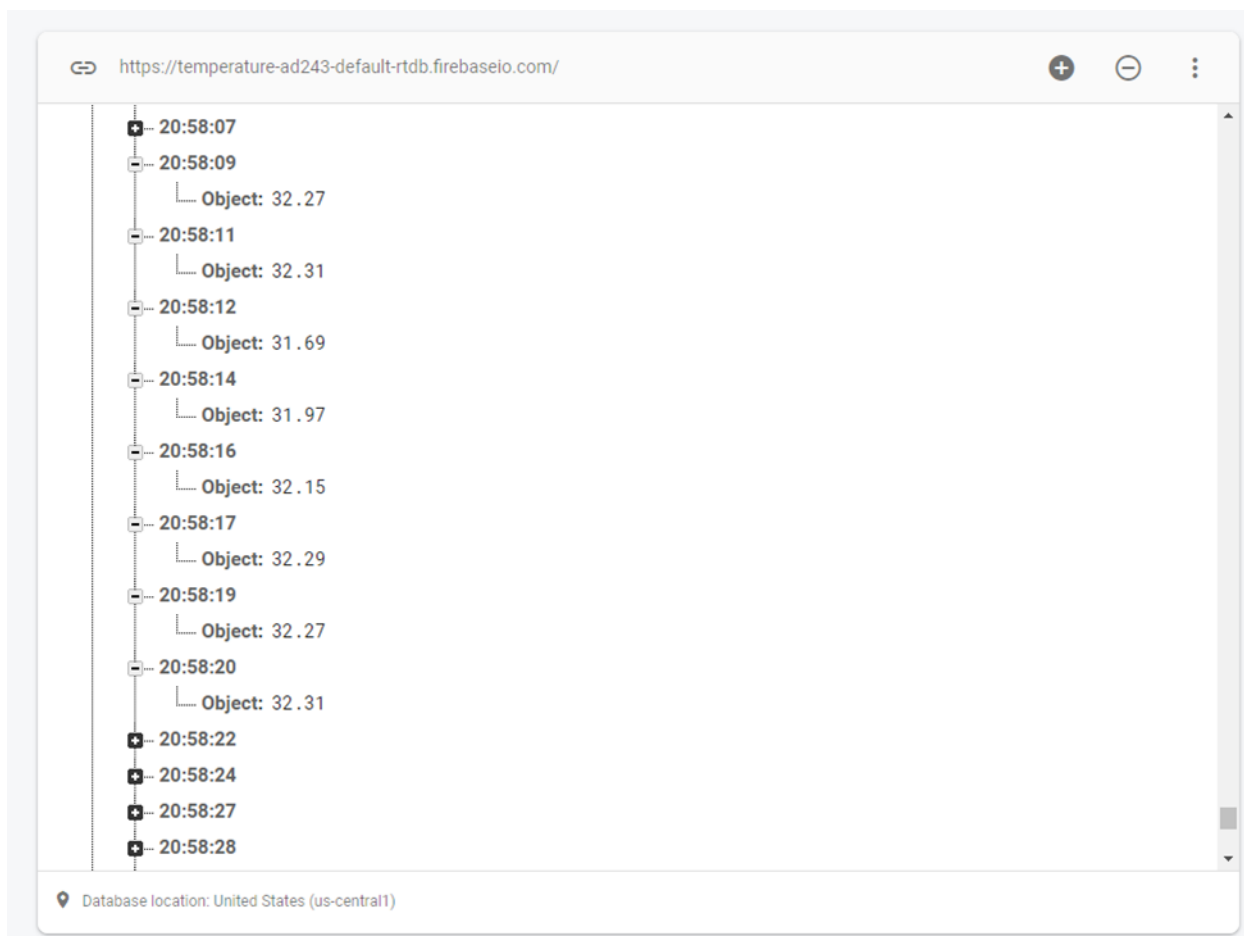 https://temperature-ad243-default-rtdb.firebaseio.com/
20:58:07
20:58:09
Object: 32.27
20:58:11
Object: 32.31
20:58:12
Object: 31.69
20:58:14
Object: 31.97
20:58:16
Object: 32.15
20:58:17
Object: 32.29
20:58:19
Object: 32.27
20:58:20
Object: 32.31
20:58:22
20:58:24
20:58:27
20:58:28
Database location: United States (us-central1)